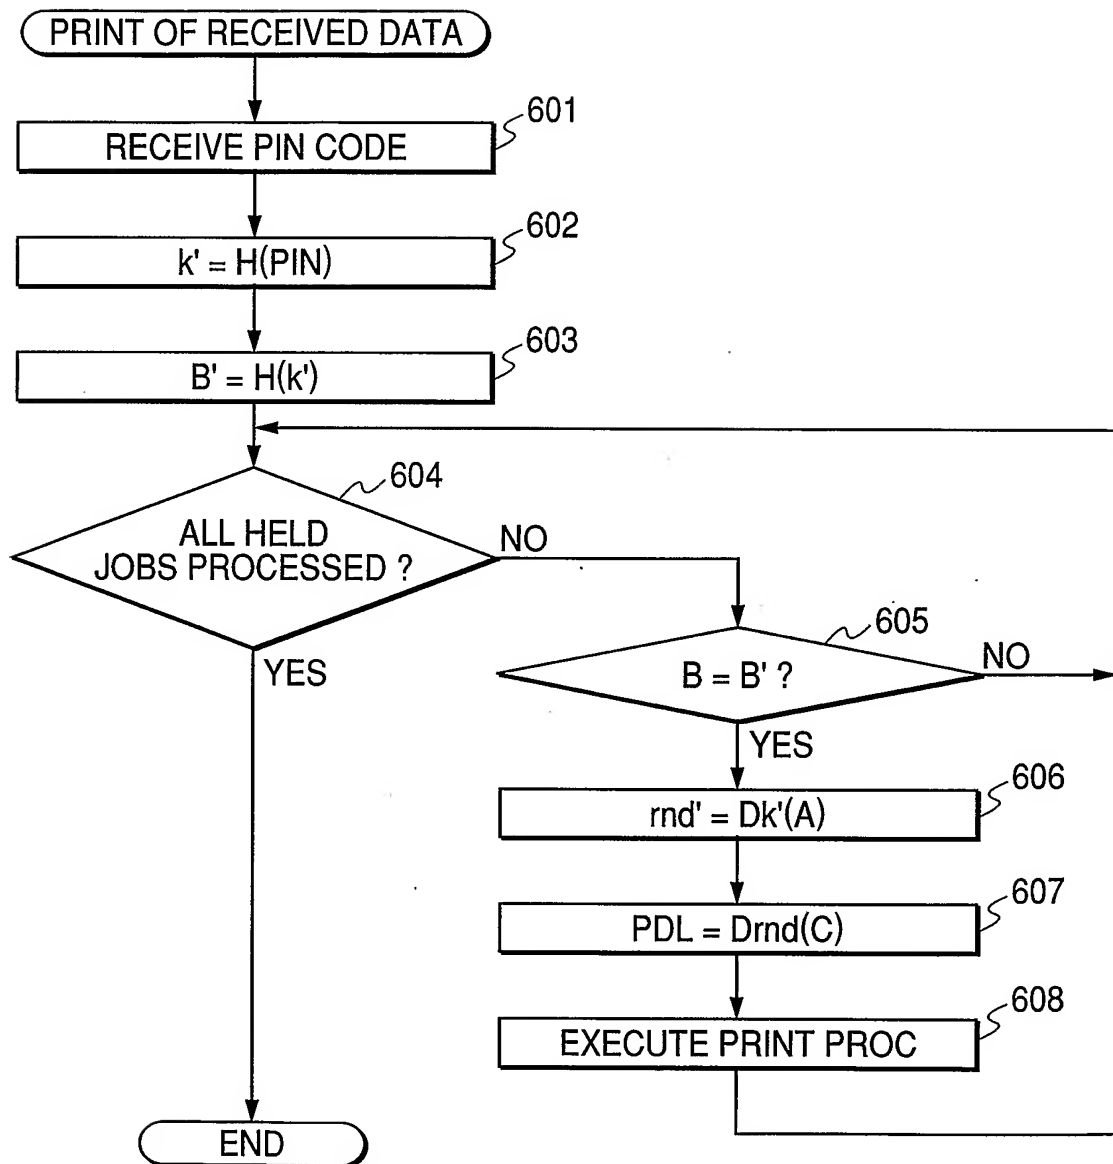 PRINT OF RECEIVED DATA
601
RECEIVE PIN CODE
602
k' = H(PIN)
603
B' = H(k')
604
ALL HELD
JOBS PROCESSED ?
NO
YES
605
B = B' ?
NO
YES
606
rnd' = Dk'(A)
607
PDL = Drnd(C)
608
EXECUTE PRINT PROC
END